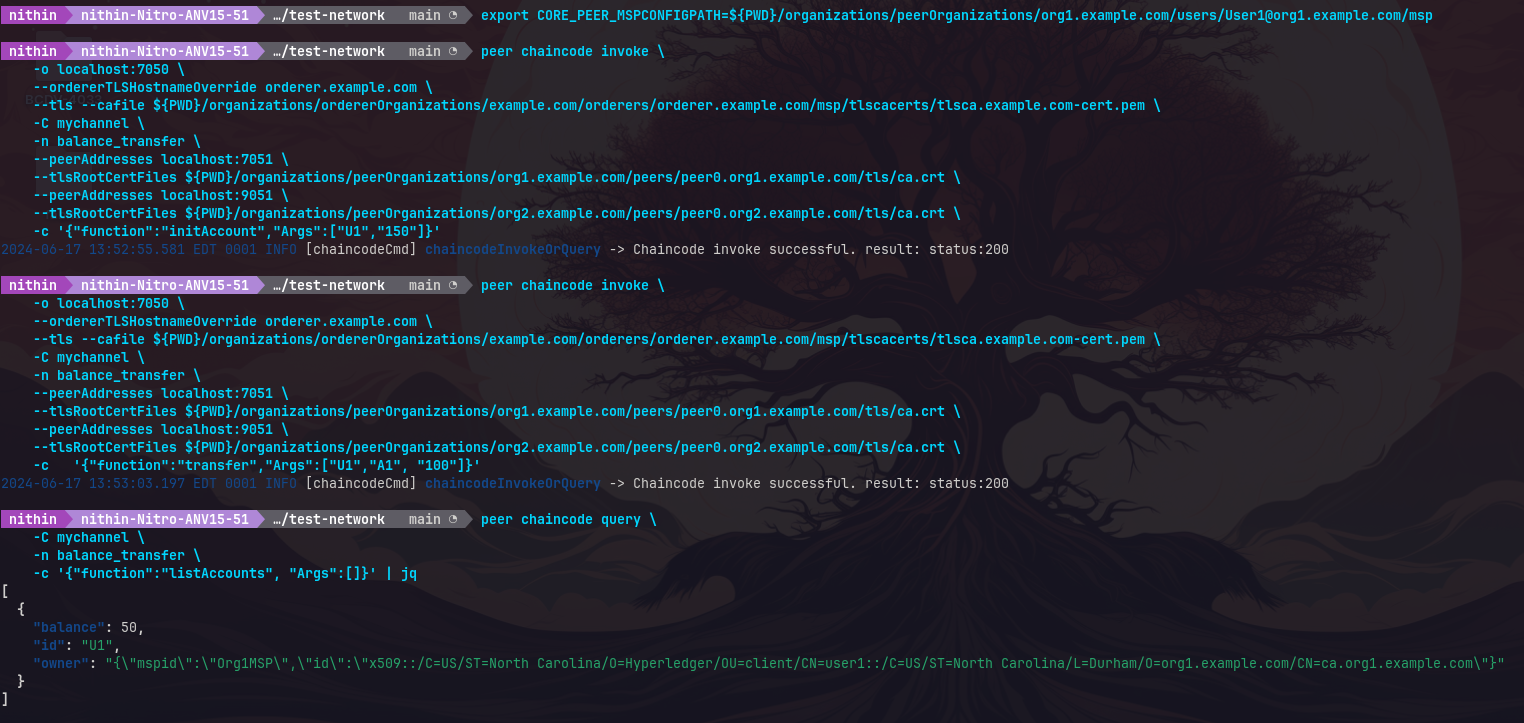 nithin nithin-Nitro-ANV15-51 …/test-network main export CORE_PEER_MSPCONFIGPATH=${PWD}/organizations/peerOrganizations/org1.example.com/users/User1@org1.example.com/msp
nithin nithin-Nitro-ANV15-51 …/test-network main peer chaincode invoke \
-o localhost:7050 \
--ordererTLSHostnameOverride orderer.example.com \
--tls --cafile ${PWD}/organizations/ordererOrganizations/example.com/orderers/orderer.example.com/msp/tlscacerts/tlsca.example.com-cert.pem \
-C mychannel \
-n balance_transfer \
--peerAddresses localhost:7051 \
--tlsRootCertFiles ${PWD}/organizations/peerOrganizations/org1.example.com/peers/peer0.org1.example.com/tls/ca.crt \
--peerAddresses localhost:9051 \
--tlsRootCertFiles ${PWD}/organizations/peerOrganizations/org2.example.com/peers/peer0.org2.example.com/tls/ca.crt \
-c '{"function":"initAccount","Args":["U1","150"]}'
2024-06-17 13:52:55.581 EDT 0001 INFO [chaincodeCmd] chaincodeInvokeOrQuery -> Chaincode invoke successful. result: status:200
nithin nithin-Nitro-ANV15-51 …/test-network main peer chaincode invoke \
-o localhost:7050 \
--ordererTLSHostnameOverride orderer.example.com \
--tls --cafile ${PWD}/organizations/ordererOrganizations/example.com/orderers/orderer.example.com/msp/tlscacerts/tlsca.example.com-cert.pem \
-C mychannel \
-n balance_transfer \
--peerAddresses localhost:7051 \
--tlsRootCertFiles ${PWD}/organizations/peerOrganizations/org1.example.com/peers/peer0.org1.example.com/tls/ca.crt \
--peerAddresses localhost:9051 \
--tlsRootCertFiles ${PWD}/organizations/peerOrganizations/org2.example.com/peers/peer0.org2.example.com/tls/ca.crt \
-c   '{"function":"transfer","Args":["U1","A1", "100"]}'
2024-06-17 13:53:03.197 EDT 0001 INFO [chaincodeCmd] chaincodeInvokeOrQuery -> Chaincode invoke successful. result: status:200
nithin nithin-Nitro-ANV15-51 …/test-network main peer chaincode query \
-C mychannel \
-n balance_transfer \
-c '{"function":"listAccounts", "Args":[]}' | jq
[
{
"balance": 50,
"id": "U1",
"owner": "{\"mspid\":\"Org1MSP\",\"id\":\"x509::/C=US/ST=North Carolina/O=Hyperledger/OU=client/CN=user1::/C=US/ST=North Carolina/L=Durham/O=org1.example.com/CN=ca.org1.example.com\"}"
}
]